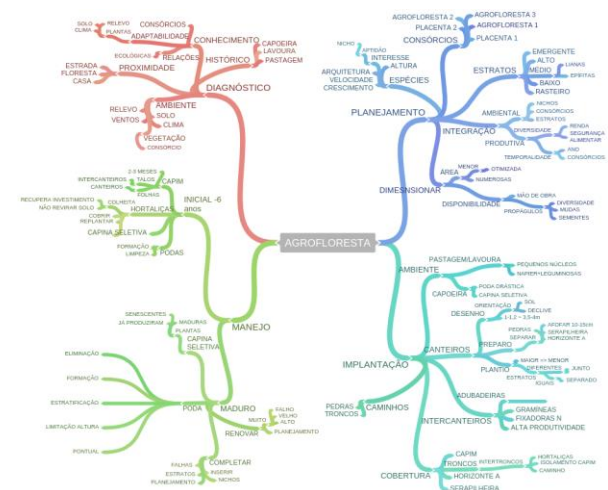 AGROFLORESTA
DIAGNÓSTICO
CONHECIMENTO
CONSÓRCIOS
ADAPTABILIDADE
RELEVO
SOLO
CLIMA
PLANTAS
RELAÇÕES
ECOLÓGICAS
HISTÓRICO
CAPOEIRA
LAVOURA
PASTAGEM
PROXIMIDADE
ESTRADA
FLORESTA
CASA
AMBIENTE
RELEVO
SOLO
VENTOS
CLIMA
VEGETAÇÃO
CONSÓRCIO
PLANEJAMENTO
CONSÓRCIOS
AGROFLORESTA 2
AGROFLORESTA 3
AGROFLORESTA 1
PLACENTA 2
PLACENTA 1
ESPÉCIES
NICHO
APTIDÃO
INTERESSE
ALTURA
ARQUITETURA
VELOCIDADE
CRESCIMENTO
ESTRATOS
EMERGENTE
ALTO
MÉDIO
LIANAS
EPÍFITAS
BAIXO
RASTEIRO
INTEGRAÇÃO
AMBIENTAL
NICHOS
CONSÓRCIOS
ESTRATOS
PRODUTIVA
DIVERSIDADE
RENDA
SEGURANÇA
ALIMENTAR
TEMPORALIDADE
ANO
CONSÓRCIOS
DIMESNSIONAR
ÁREA
MENOR
OTIMIZADA
NUMEROSAS
DISPONIBILIDADE
MÃO DE OBRA
PROPÁGULOS
DIVERSIDADE
MUDAS
SEMENTES
MANEJO
INICIAL -6
anos
CAPIM
2-3 MESES
TALOS
FOLHAS
INTERCANTEIROS
CANTEIROS
HORTALIÇAS
COLHEITA
RECUPERA INVESTIMENTO
NÃO REVIRAR SOLO
COBRIR
REPLANTAR
CAPINA SELETIVA
PODAS
FORMAÇÃO
LIMPEZA
MADURO
CAPINA
SELETIVA
SENESCENTES
JÁ PRODUZIRAM
MADURAS
PLANTAS
PODA
ELIMINAÇÃO
FORMAÇÃO
ESTRATIFICAÇÃO
LIMITAÇÃO ALTURA
PONTUAL
RENOVAR
MUITO
FALHO
VELHO
ALTO
PLANEJAMENTO
COMPLETAR
FALHAS
ESTRATOS
PLANEJAMENTO
INSERIR
NICHOS
IMPLANTAÇÃO
AMBIENTE
PASTAGEM/LAVOURA
PEQUENOS NÚCLEOS
NAPIER+LEGUMINOSAS
CAPOEIRA
PODA DRÁSTICA
CAPINA SELETIVA
CANTEIROS
DESENHO
ORIENTAÇÃO
SOL
DECLIVE
PREPARO
PEDRAS
SEPARAR
SERAPILHEIRA
HORIZONTE A
PLANTIO
MAIOR => MENOR
ESTRATOS
DIFERENTES
JUNTO
IGUAIS
SEPARADO
CAMINHOS
PEDRAS
TRONCOS
INTERCANTEIROS
ADUBADEIRAS
GRAMÍNEAS
FIXADORAS N
ALTA PRODUTIVIDADE
COBERTURA
CAPIM
TRONCOS
INTERTRONCOS
HORTALIÇAS
ISOLAMENTO CAPIM
CAMINHO
HORIZONTE A
SERAPILHEIRA